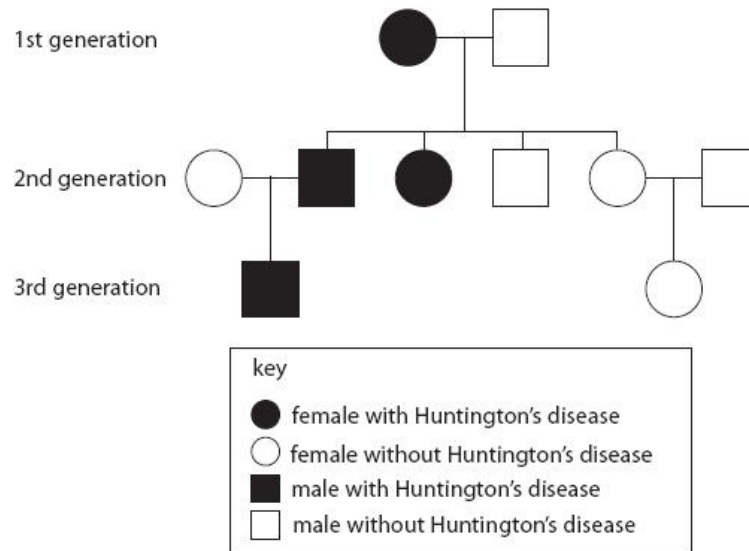 1st generation
2nd generation
3rd generation
key
female with Huntington’s disease
female without Huntington’s disease
male with Huntington’s disease
male without Huntington’s disease